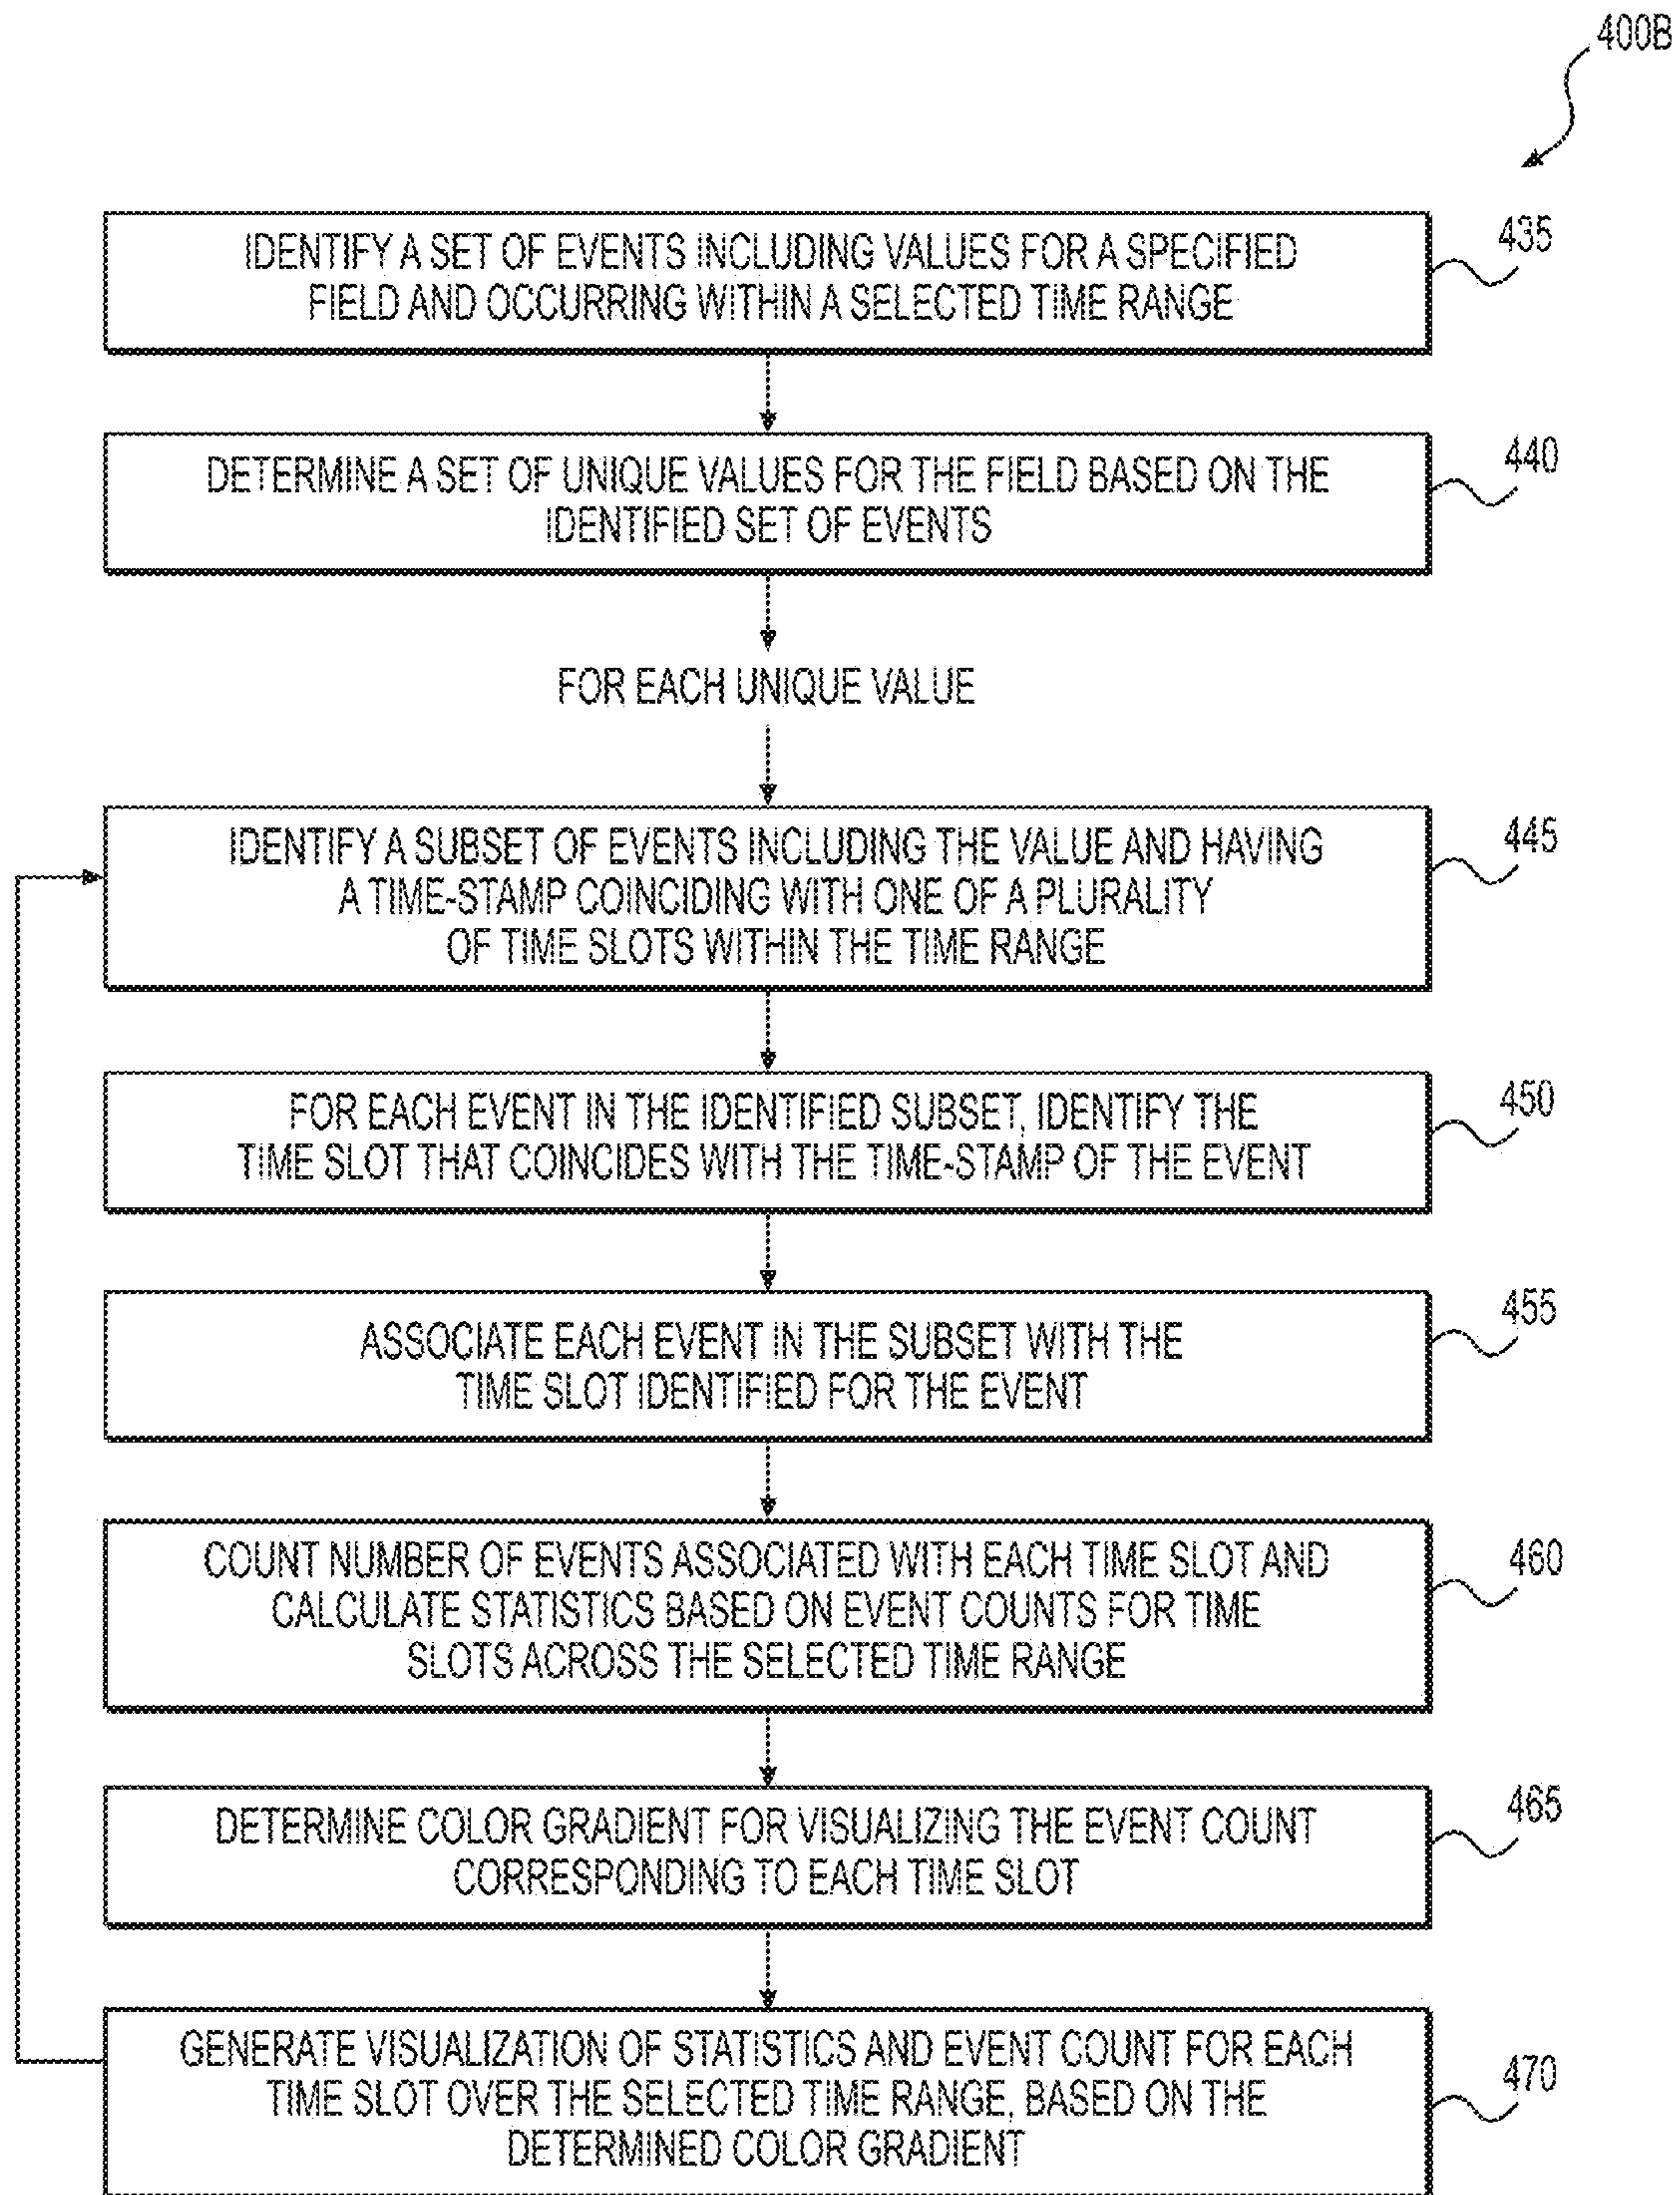 400B
IDENTIFY A SET OF EVENTS INCLUDING VALUES FOR A SPECIFIED
FIELD AND OCCURRING WITHIN A SELECTED TIME RANGE
435
DETERMINE A SET OF UNIQUE VALUES FOR THE FIELD BASED ON THE
IDENTIFIED SET OF EVENTS
440
FOR EACH UNIQUE VALUE
IDENTIFY A SUBSET OF EVENTS INCLUDING THE VALUE AND HAVING
A TIME-STAMP COINCIDING WITH ONE OF A PLURALITY
OF TIME SLOTS WITHIN THE TIME RANGE
445
FOR EACH EVENT IN THE IDENTIFIED SUBSET, IDENTIFY THE
TIME SLOT THAT COINCIDES WITH THE TIME-STAMP OF THE EVENT
450
ASSOCIATE EACH EVENT IN THE SUBSET WITH THE
TIME SLOT IDENTIFIED FOR THE EVENT
455
COUNT NUMBER OF EVENTS ASSOCIATED WITH EACH TIME SLOT AND
CALCULATE STATISTICS BASED ON EVENT COUNTS FOR TIME
SLOTS ACROSS THE SELECTED TIME RANGE
460
DETERMINE COLOR GRADIENT FOR VISUALIZING THE EVENT COUNT
CORRESPONDING TO EACH TIME SLOT
465
GENERATE VISUALIZATION OF STATISTICS AND EVENT COUNT FOR EACH
TIME SLOT OVER THE SELECTED TIME RANGE, BASED ON THE
DETERMINED COLOR GRADIENT
470